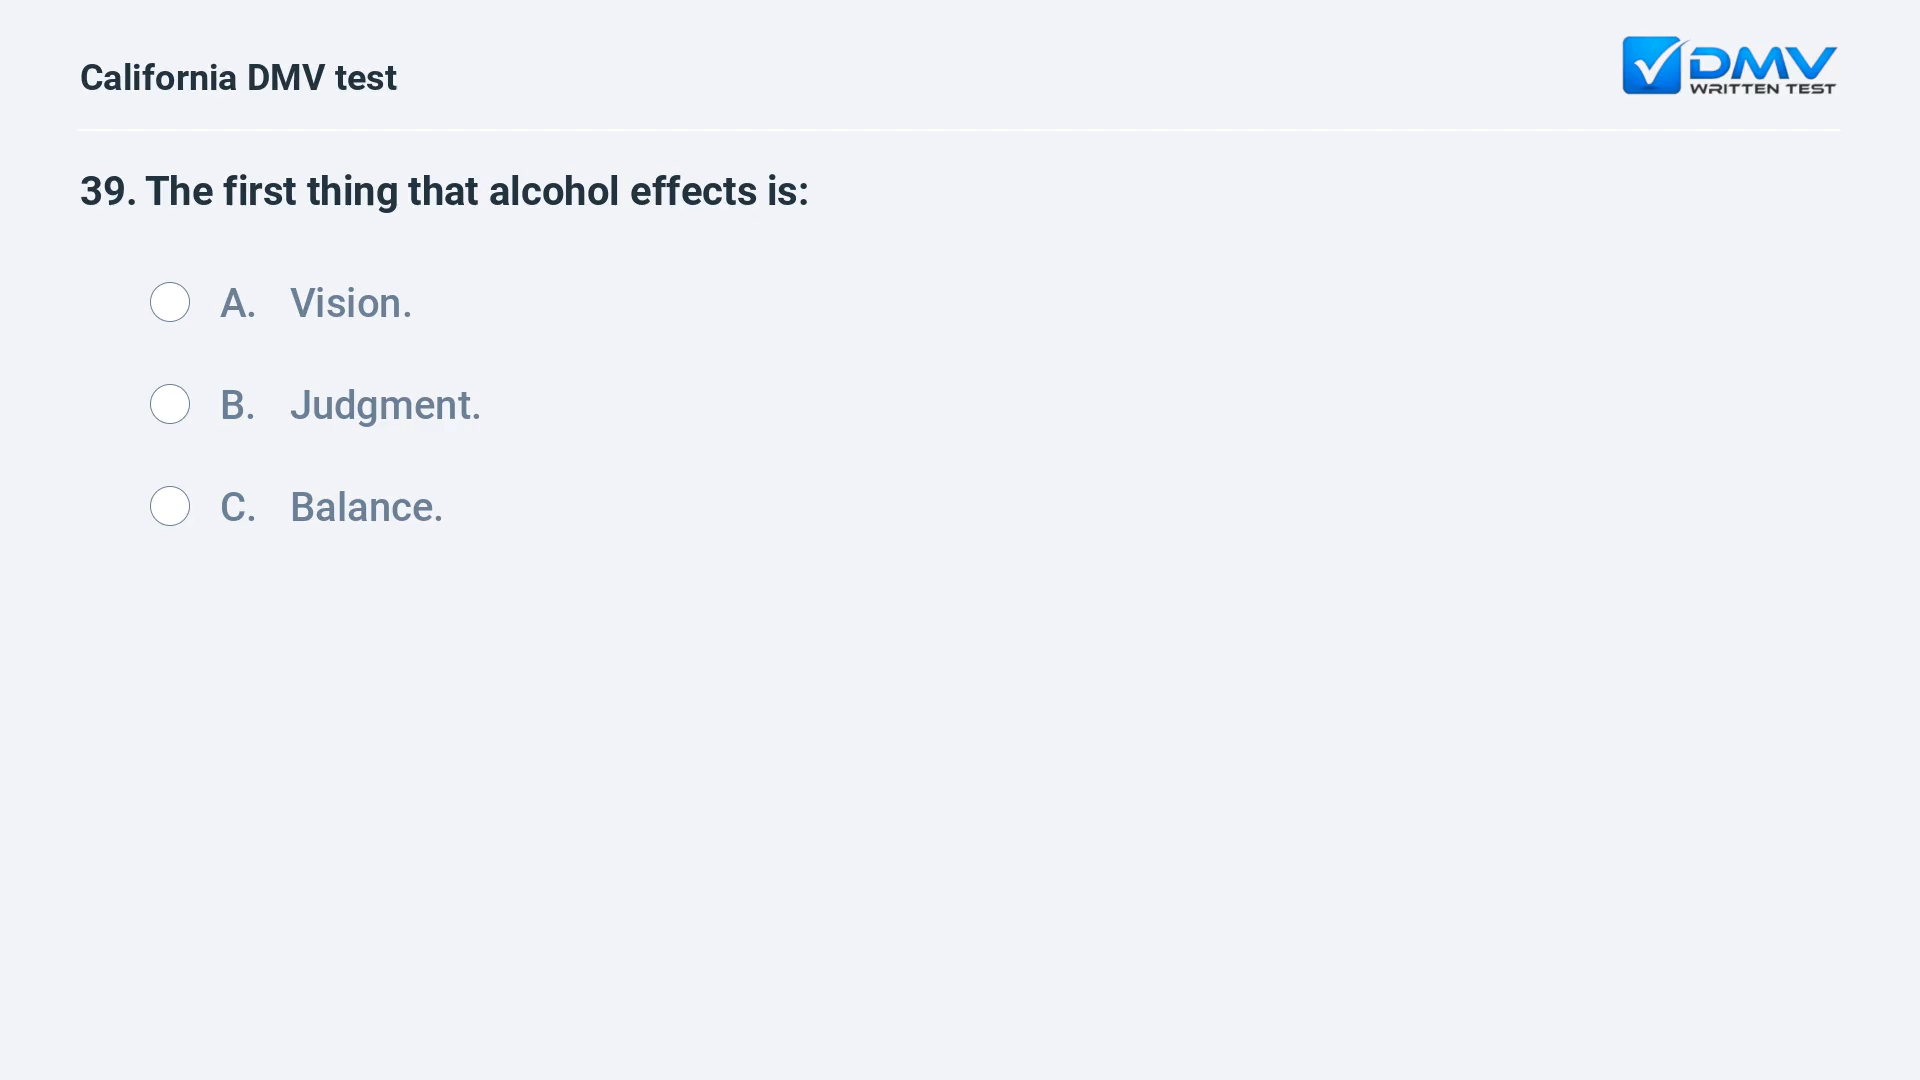 California DMV test
DMV
WRITTEN TEST
39. The first thing that alcohol effects is:
A. Vision.
B. Judgment.
C. Balance.